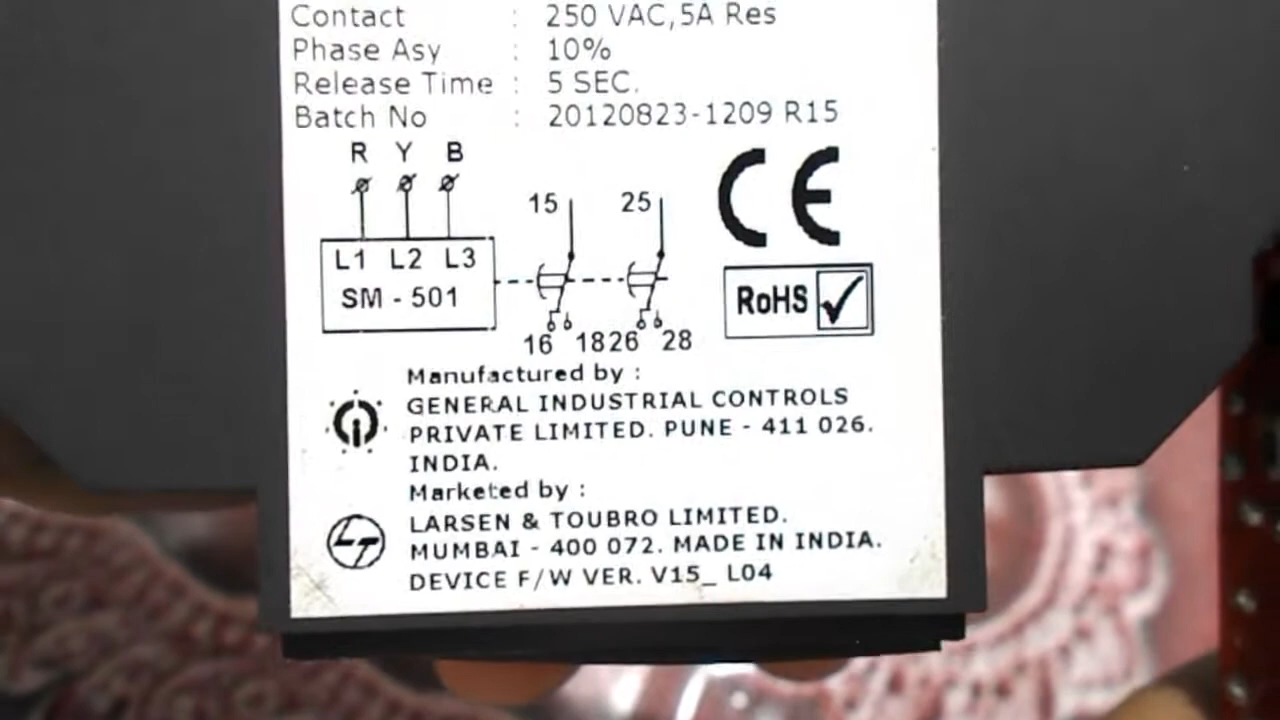 Contact : 250 VAC,5A Res
Phase Asy : 10%
Release Time : 5 SEC.
Batch No : 20120823-1209 R15
R Y B
15 25
L1 L2 L3
SM - 501
16 18 26 28
CE
RoHS
Manufactured by :
GENERAL INDUSTRIAL CONTROLS
PRIVATE LIMITED. PUNE - 411 026.
INDIA.
Marketed by :
LARSEN & TOUBRO LIMITED.
MUMBAI - 400 072. MADE IN INDIA.
DEVICE F/W VER. V15_ L04